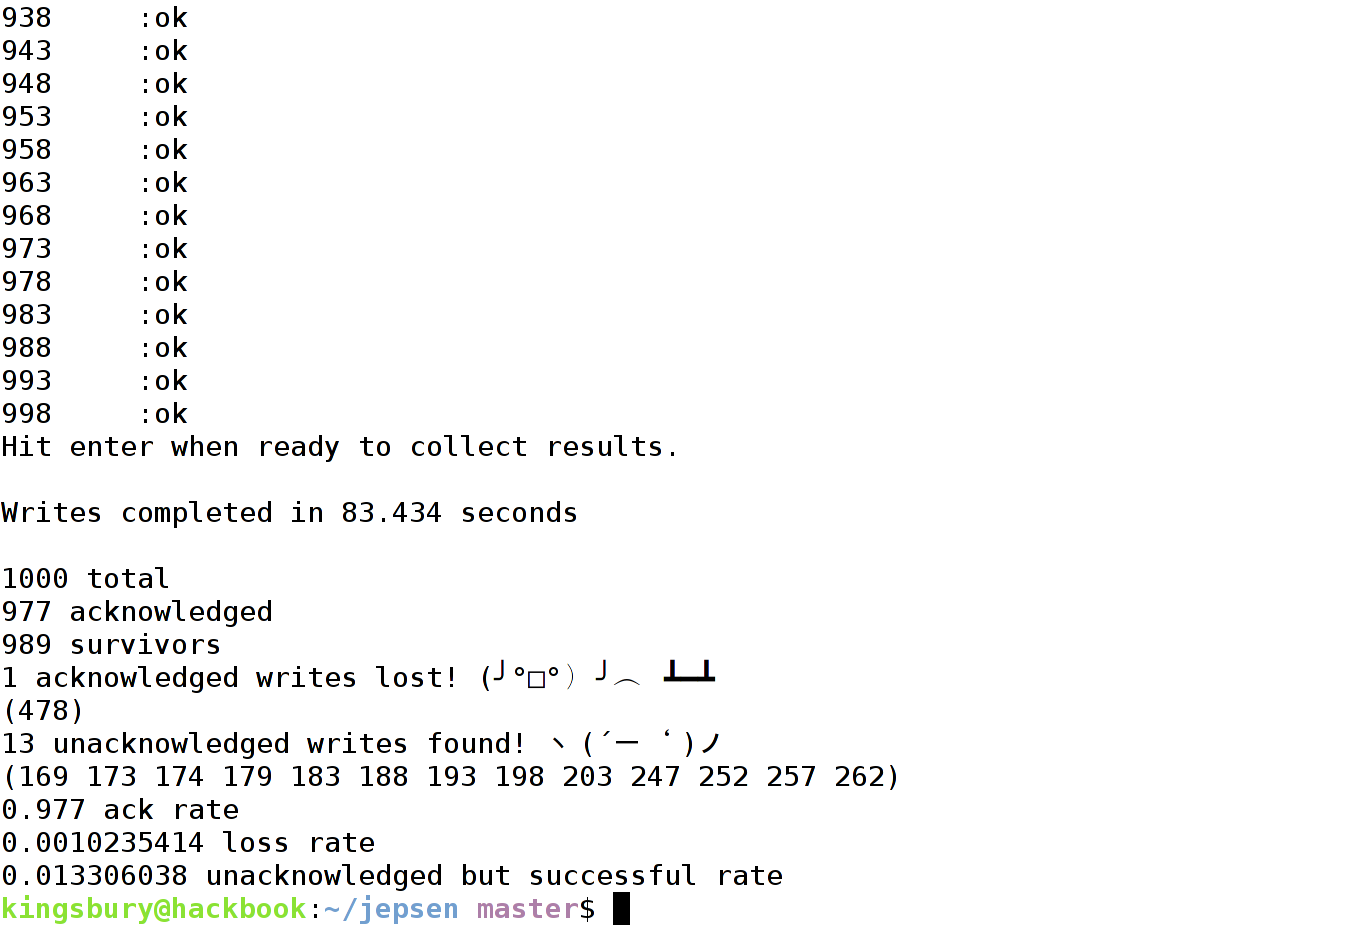 938     :ok
943     :ok
948     :ok
953     :ok
958     :ok
963     :ok
968     :ok
973     :ok
978     :ok
983     :ok
988     :ok
993     :ok
998     :ok
Hit enter when ready to collect results.
Writes completed in 83.434 seconds
1000 total
977 acknowledged
989 survivors
1 acknowledged writes lost! (╯°□°）╯︵ ┻━┻
(478)
13 unacknowledged writes found! ヽ(´ー｀)ノ
(169 173 174 179 183 188 193 198 203 247 252 257 262)
0.977 ack rate
0.0010235414 loss rate
0.013306038 unacknowledged but successful rate
kingsbury@hackbook:~/jepsen master$